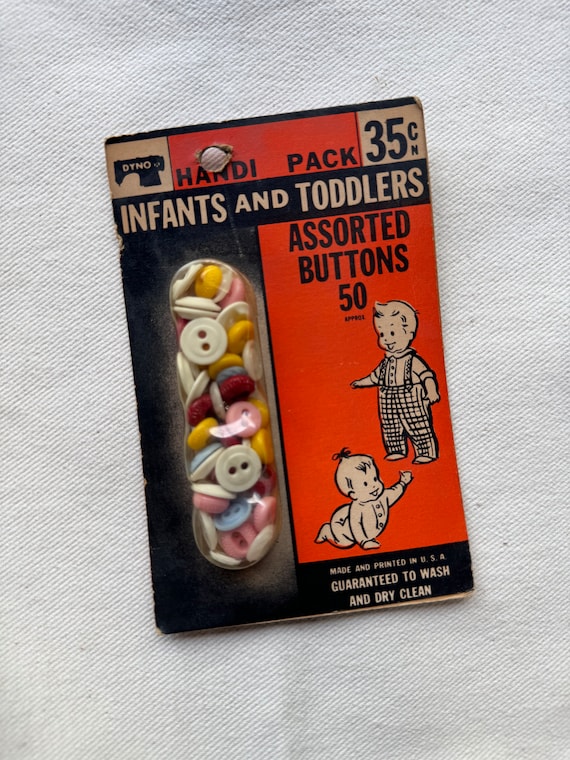 DYNO
HANDI PACK
35¢
N
INFANTS AND TODDLERS
ASSORTED
BUTTONS
50
APPROX
MADE AND PRINTED IN U.S.A.
GUARANTEED TO WASH
AND DRY CLEAN